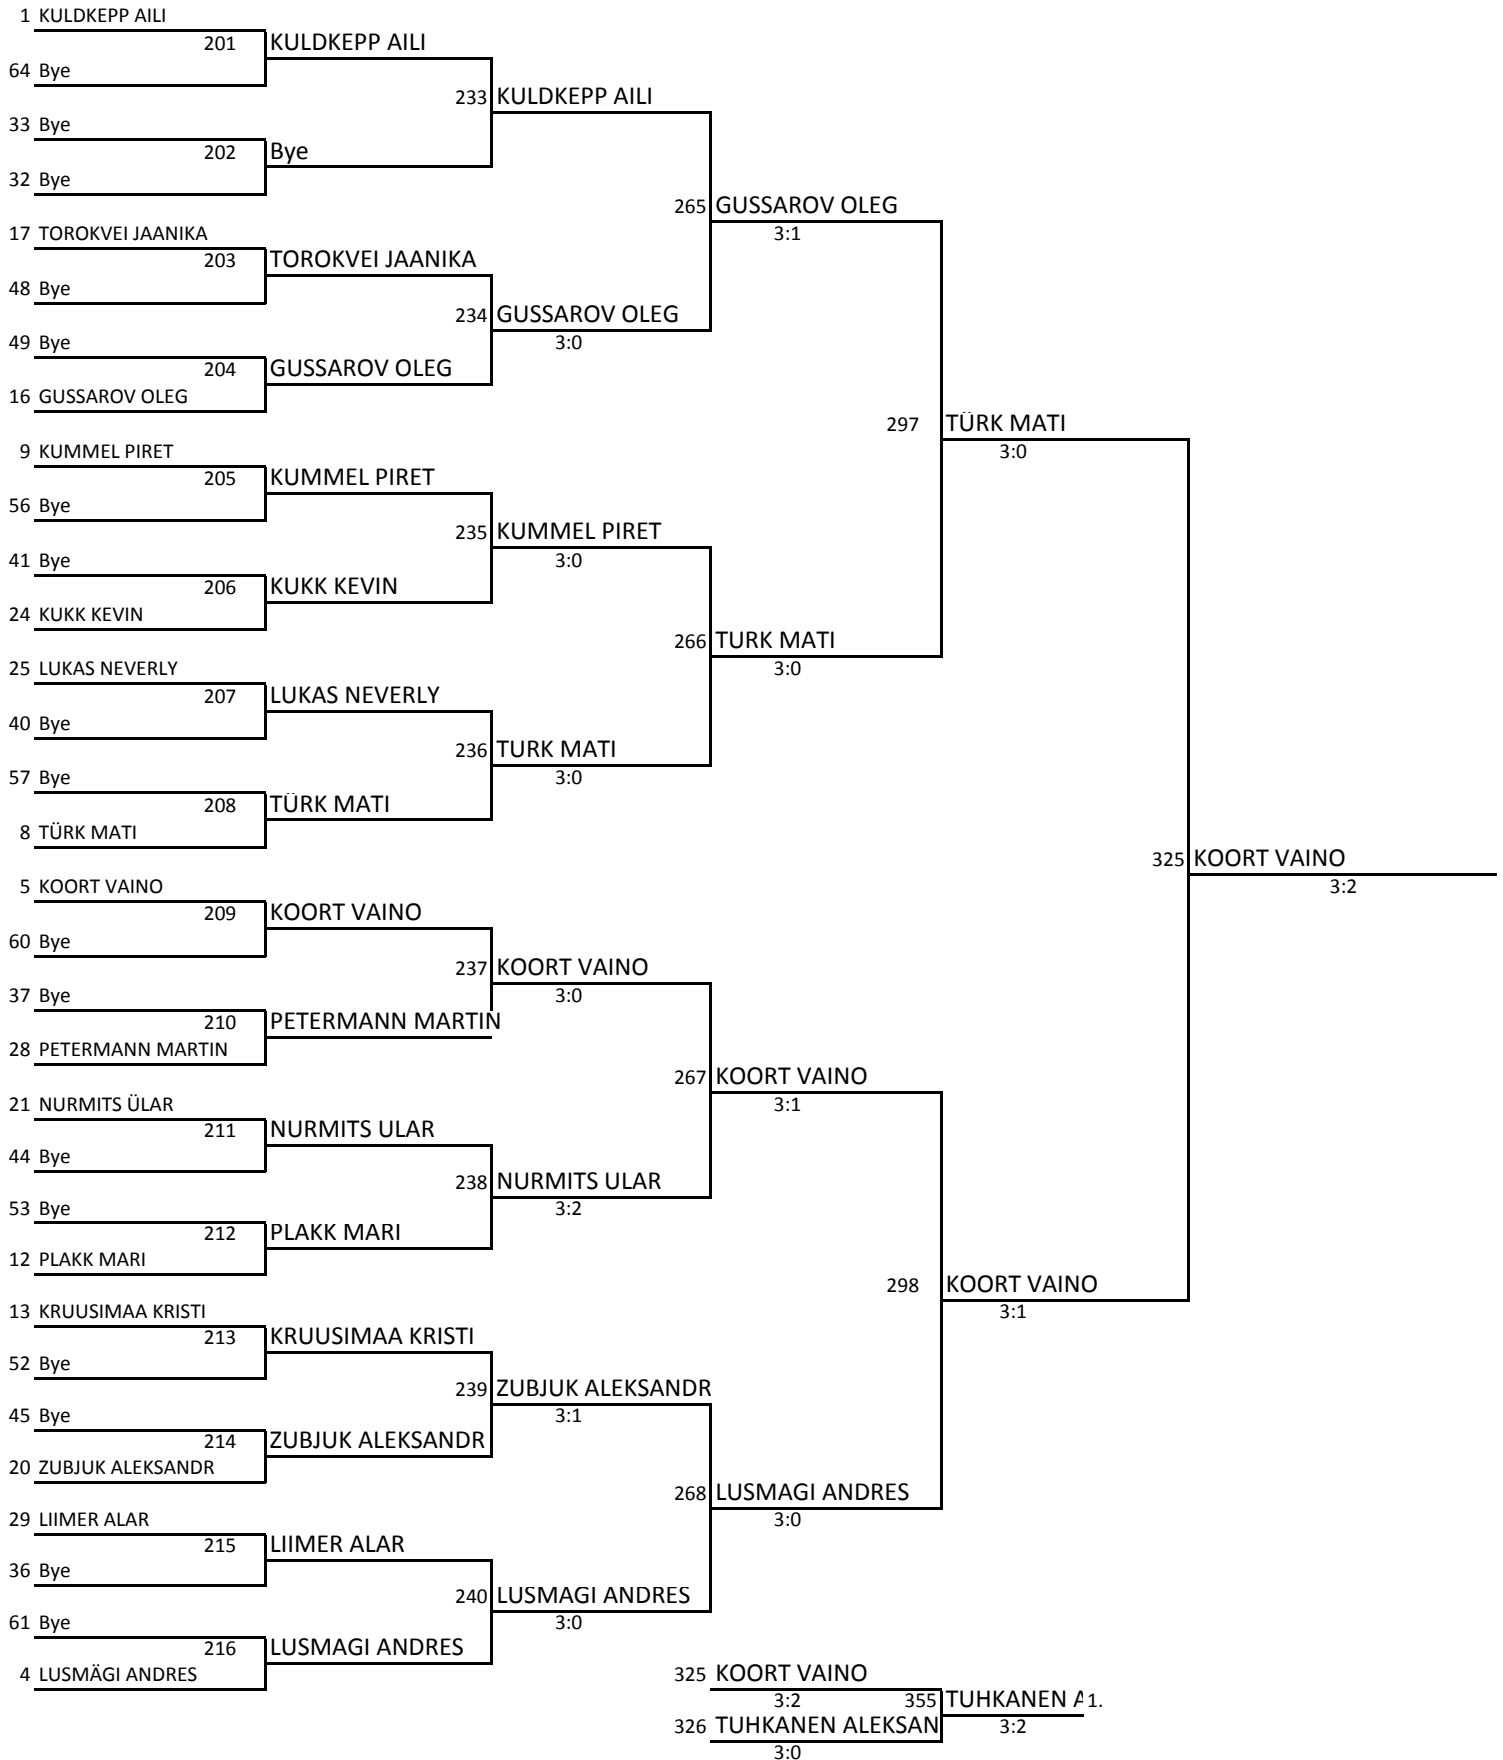 1 KULDKEPP AILI
201 KULDKEPP AILI
64 Bye
233 KULDKEPP AILI
33 Bye
202 Bye
32 Bye
265 GUSSAROV OLEG
3:1
17 TOROKVEI JAANIKA
203 TOROKVEI JAANIKA
48 Bye
234 GUSSAROV OLEG
3:0
49 Bye
204 GUSSAROV OLEG
16 GUSSAROV OLEG
297 TÜRK MATI
3:0
9 KUMMEL PIRET
205 KUMMEL PIRET
56 Bye
235 KUMMEL PIRET
3:0
41 Bye
206 KUKK KEVIN
24 KUKK KEVIN
266 TURK MATI
3:0
25 LUKAS NEVERLY
207 LUKAS NEVERLY
40 Bye
236 TURK MATI
3:0
57 Bye
208 TÜRK MATI
8 TÜRK MATI
325 KOORT VAINO
3:2
5 KOORT VAINO
209 KOORT VAINO
60 Bye
237 KOORT VAINO
3:0
37 Bye
210 PETERMANN MARTIN
28 PETERMANN MARTIN
267 KOORT VAINO
3:1
21 NURMITS ÜLAR
211 NURMITS ULAR
44 Bye
238 NURMITS ULAR
3:2
53 Bye
212 PLAKK MARI
12 PLAKK MARI
298 KOORT VAINO
3:1
13 KRUUSIMAA KRISTI
213 KRUUSIMAA KRISTI
52 Bye
239 ZUBJUK ALEKSANDR
3:1
45 Bye
214 ZUBJUK ALEKSANDR
20 ZUBJUK ALEKSANDR
268 LUSMAGI ANDRES
3:0
29 LIIMER ALAR
215 LIIMER ALAR
36 Bye
240 LUSMAGI ANDRES
3:0
61 Bye
216 LUSMAGI ANDRES
4 LUSMÄGI ANDRES
325 KOORT VAINO
3:2
355 TUHKANEN A 1.
3:2
326 TUHKANEN ALEKSAN
3:0